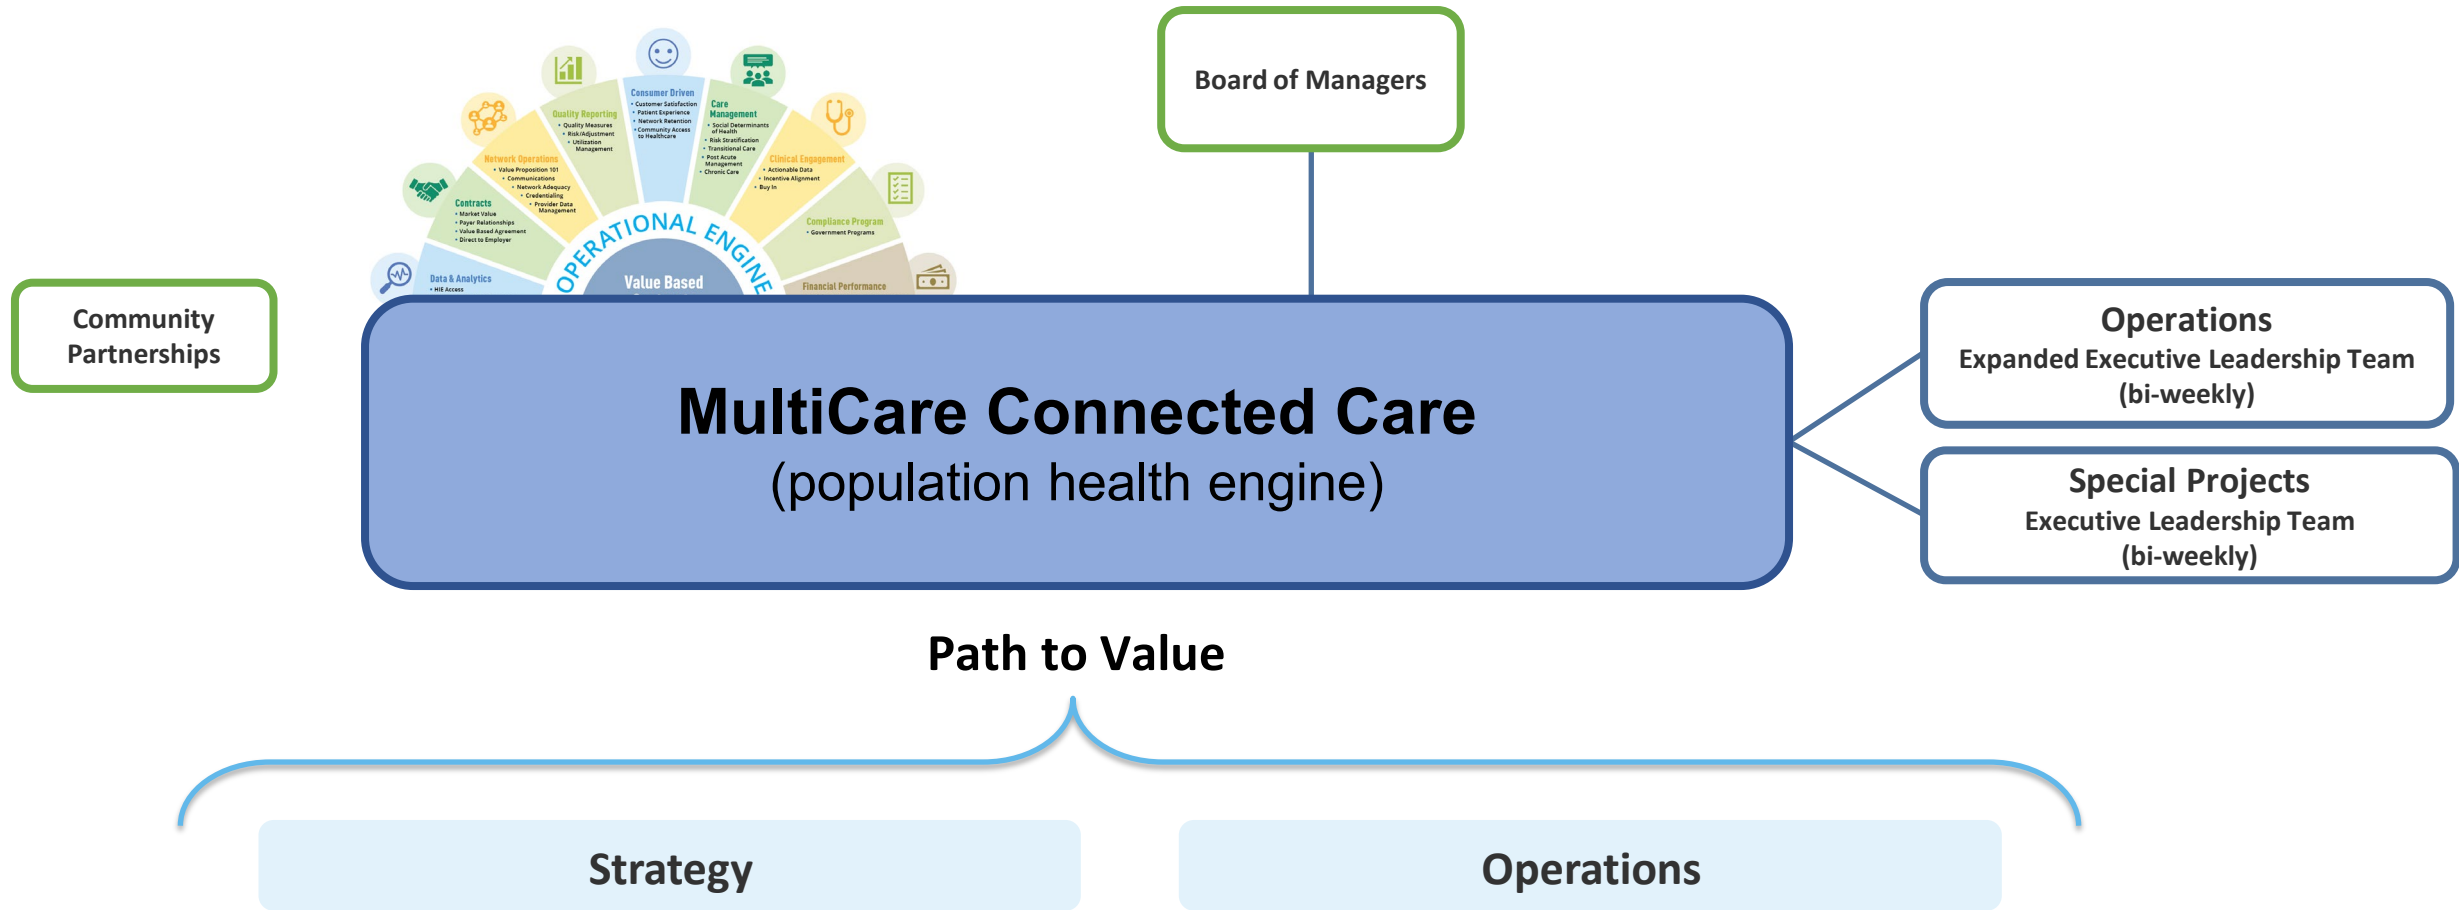 Board of Managers
Consumer Driven
• Customer Satisfaction
• Patient Experience
• Network Retention
• Community Access
to Healthcare
Quality Reporting
• Quality Measures
• Risk/Adjustment
• Utilization
Management
Care
Management
• Social Determinants
of Health
• Risk Stratification
• Transitional Care
• Post Acute
Management
• Chronic Care
Network Operations
• Value Proposition 101
• Communications
• Network Adequacy
• Credentialing
• Provider Data
Management
Clinical Engagement
• Actionable Data
• Incentive Alignment
• Buy In
Contracts
• Market Value
• Payer Relationships
• Value Based Agreement
• Direct to Employer
Compliance Program
• Government Programs
Data & Analytics
• HIE Access
Financial Performance
OPERATIONAL ENGINE
Value Based
Community
Partnerships
MultiCare Connected Care
(population health engine)
Operations
Expanded Executive Leadership Team
(bi-weekly)
Special Projects
Executive Leadership Team
(bi-weekly)
Path to Value
Strategy
Operations